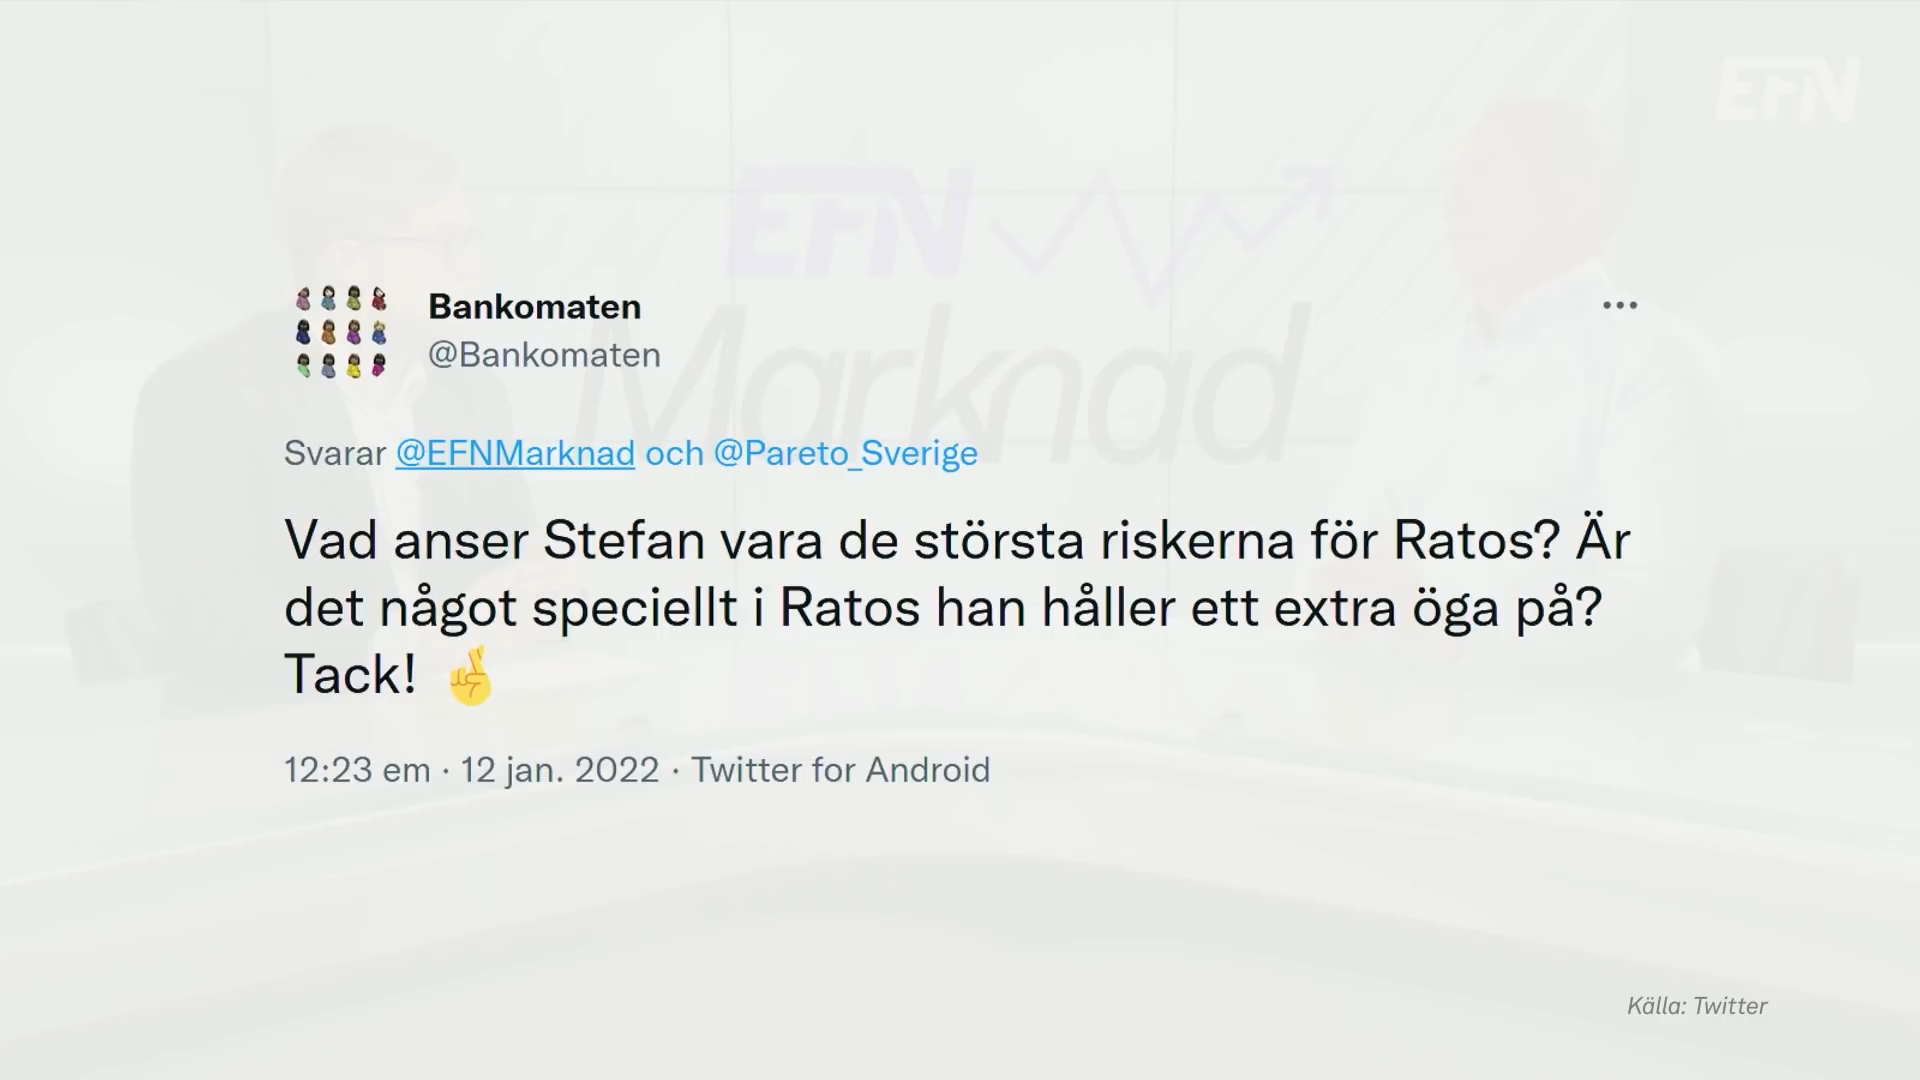 EFN
EFN
Marknad
Bankomaten
@Bankomaten
Svarar @EFNMarknad och @Pareto_Sverige
Vad anser Stefan vara de största riskerna för Ratos? Är
det något speciellt i Ratos han håller ett extra öga på?
Tack! 🤞
12:23 em · 12 jan. 2022 · Twitter for Android
Källa: Twitter